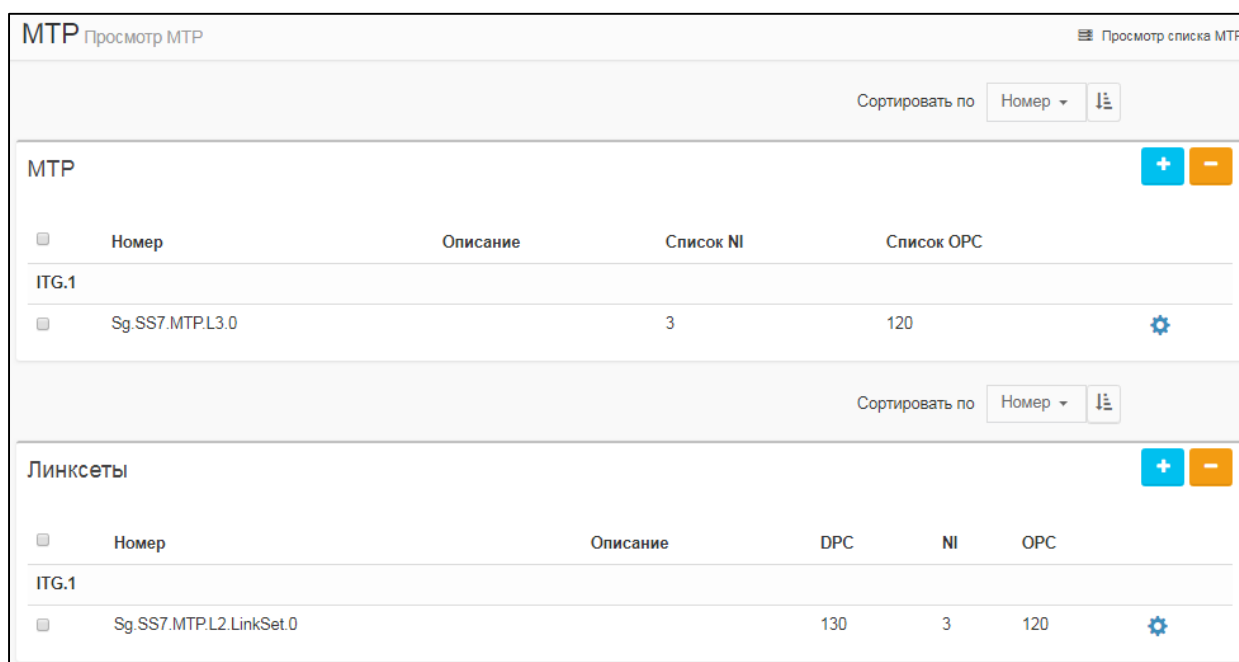 MTP Просмотр MTP Просмотр списка MTP
Сортировать по Номер
MTP
Номер Описание Список NI Список OPC
ITG.1
Sg.SS7.MTP.L3.0 3 120
Сортировать по Номер
Линксеты
Номер Описание DPC NI OPC
ITG.1
Sg.SS7.MTP.L2.LinkSet.0 130 3 120